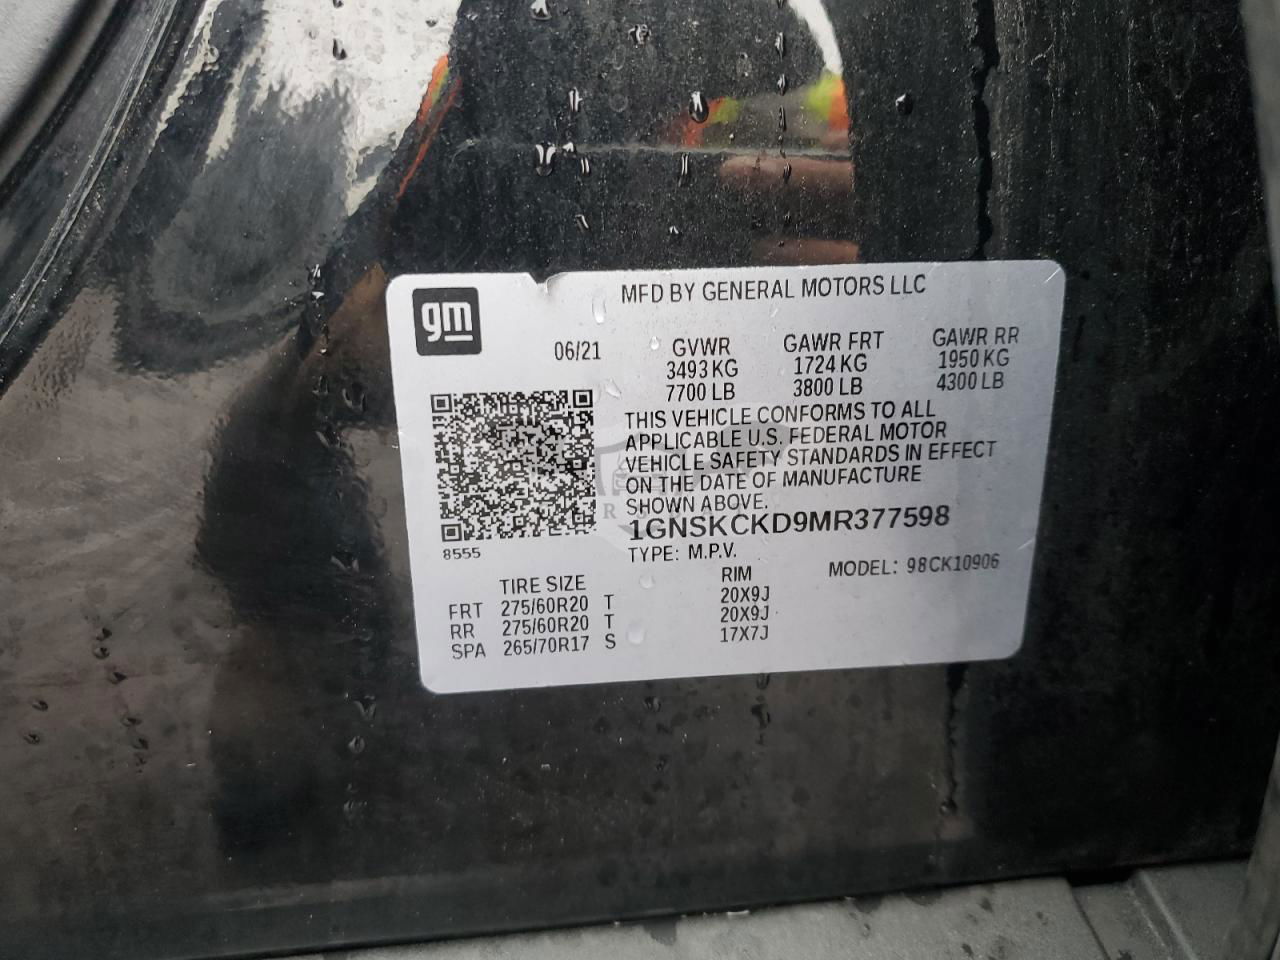 gm
MFD BY GENERAL MOTORS LLC
06/21
GVWR GAWR FRT GAWR RR
3493 KG 1724 KG 1950 KG
7700 LB 3800 LB 4300 LB
THIS VEHICLE CONFORMS TO ALL
APPLICABLE U.S. FEDERAL MOTOR
VEHICLE SAFETY STANDARDS IN EFFECT
ON THE DATE OF MANUFACTURE
SHOWN ABOVE.
1GNSKCKD9MR377598
8555
TYPE: M.P.V.
MODEL: 98CK10906
TIRE SIZE RIM
FRT 275/60R20 T 20X9J
RR 275/60R20 T 20X9J
SPA 265/70R17 S 17X7J